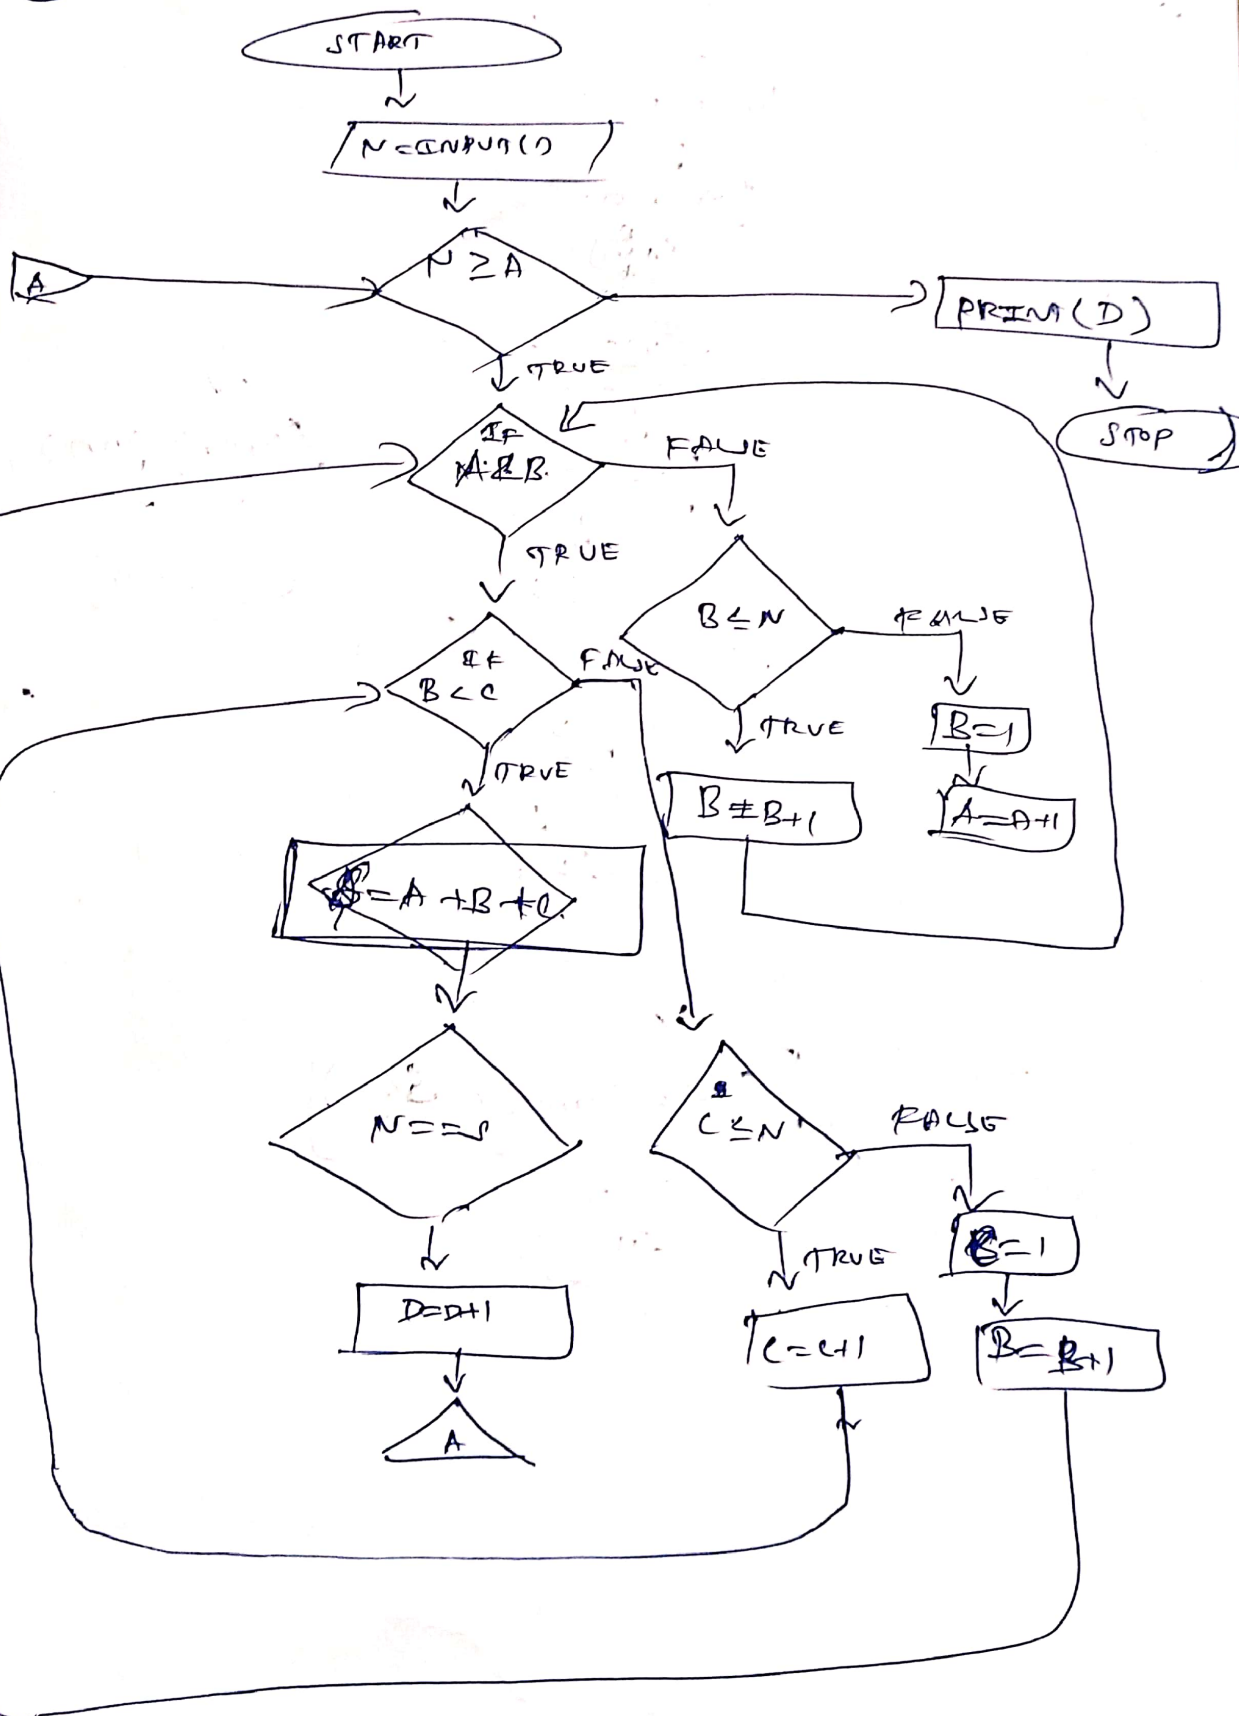 START
N=INPUT()
N ≥ A
A
PRINT(D)
TRUE
STOP
IF
FALSE
TRUE
B ≤ N
FALSE
IF
B < C
FALSE
B=1
TRUE
TRUE
B=B+1
A=A+1
S=A+B+C
C ≤ N
FALSE
N==S
C=1
TRUE
D=D+1
C=C+1
B=B+1
A